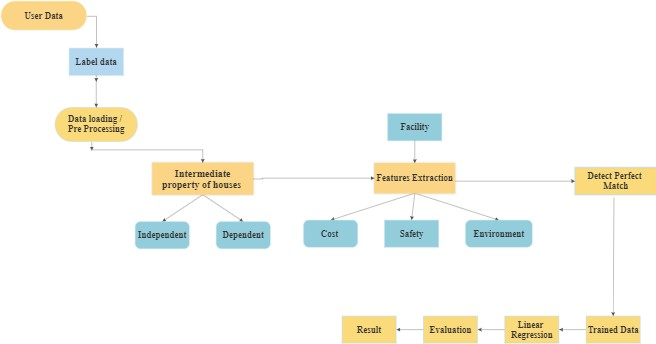 User Data
Label data
Data loading /
Pre Processing
Facility
Intermediate
property of houses
Features Extraction
Detect Perfect
Match
Independent
Dependent
Cost
Safety
Environment
Result
Evaluation
Linear
Regression
Trained Data